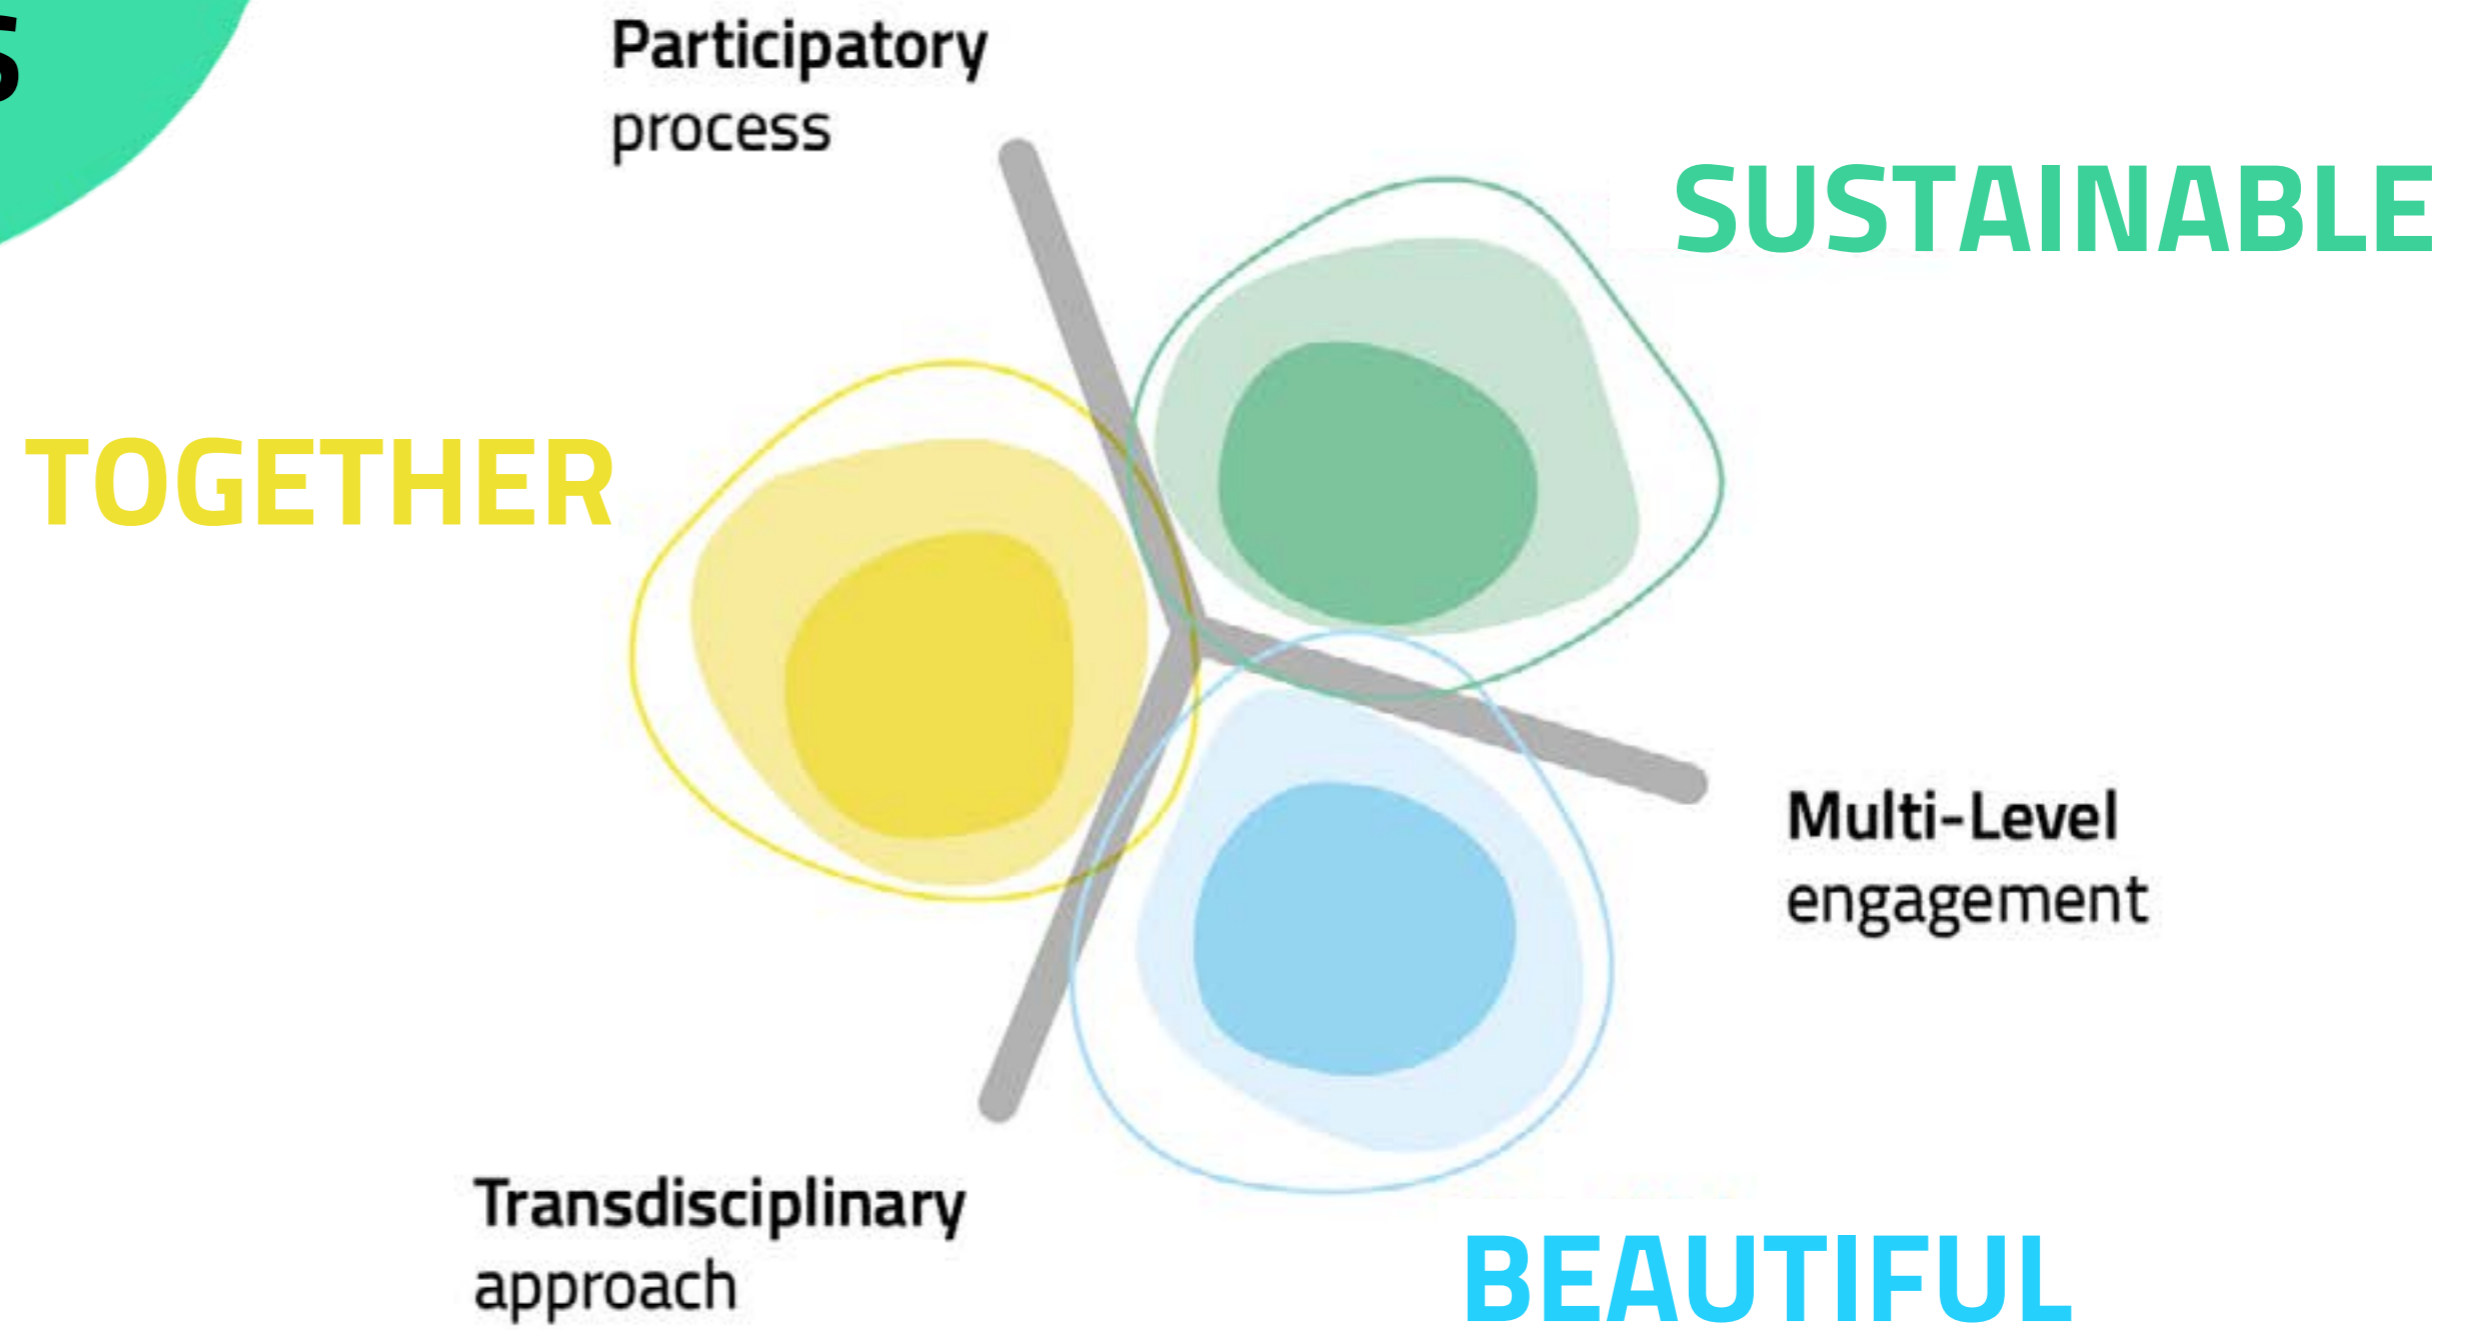 S
Participatory
process
SUSTAINABLE
TOGETHER
Multi-Level
engagement
Transdisciplinary
approach
BEAUTIFUL